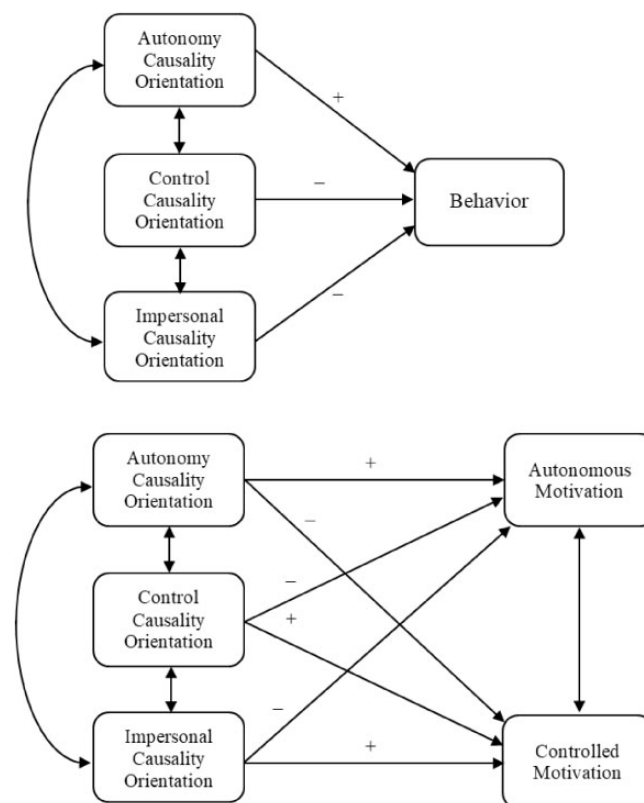 Autonomy
Causality
Orientation
+
Control
Causality
Orientation
−
Behavior
Impersonal
Causality
Orientation
−
Autonomy
Causality
Orientation
+
Autonomous
Motivation
−
Control
Causality
Orientation
−
+
Impersonal
Causality
Orientation
−
+
Controlled
Motivation